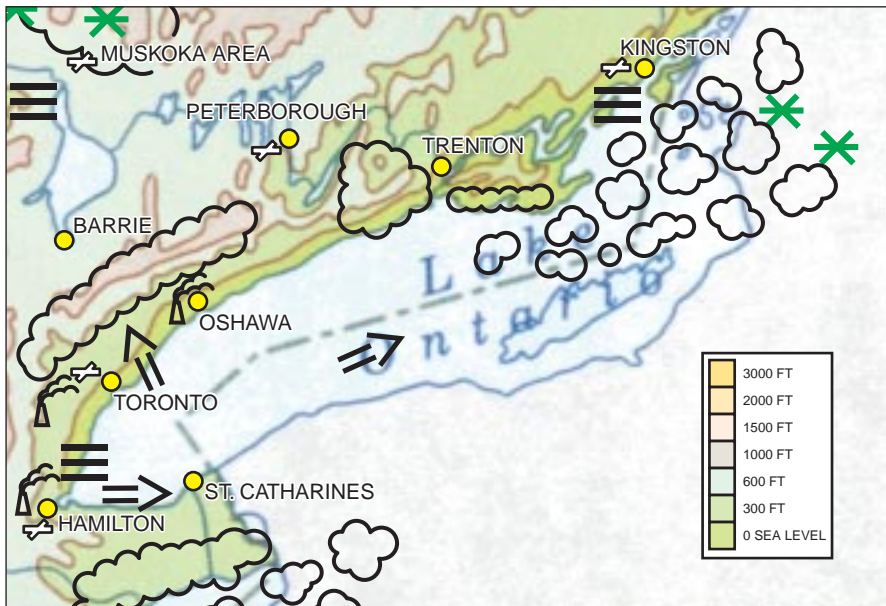 MUSKOKA AREA
KINGSTON
PETERBOROUGH
TRENTON
BARRIE
Lake
Ontario
OSHAWA
TORONTO
ST. CATHARINES
HAMILTON
3000 FT
2000 FT
1500 FT
1000 FT
600 FT
300 FT
0 SEA LEVEL